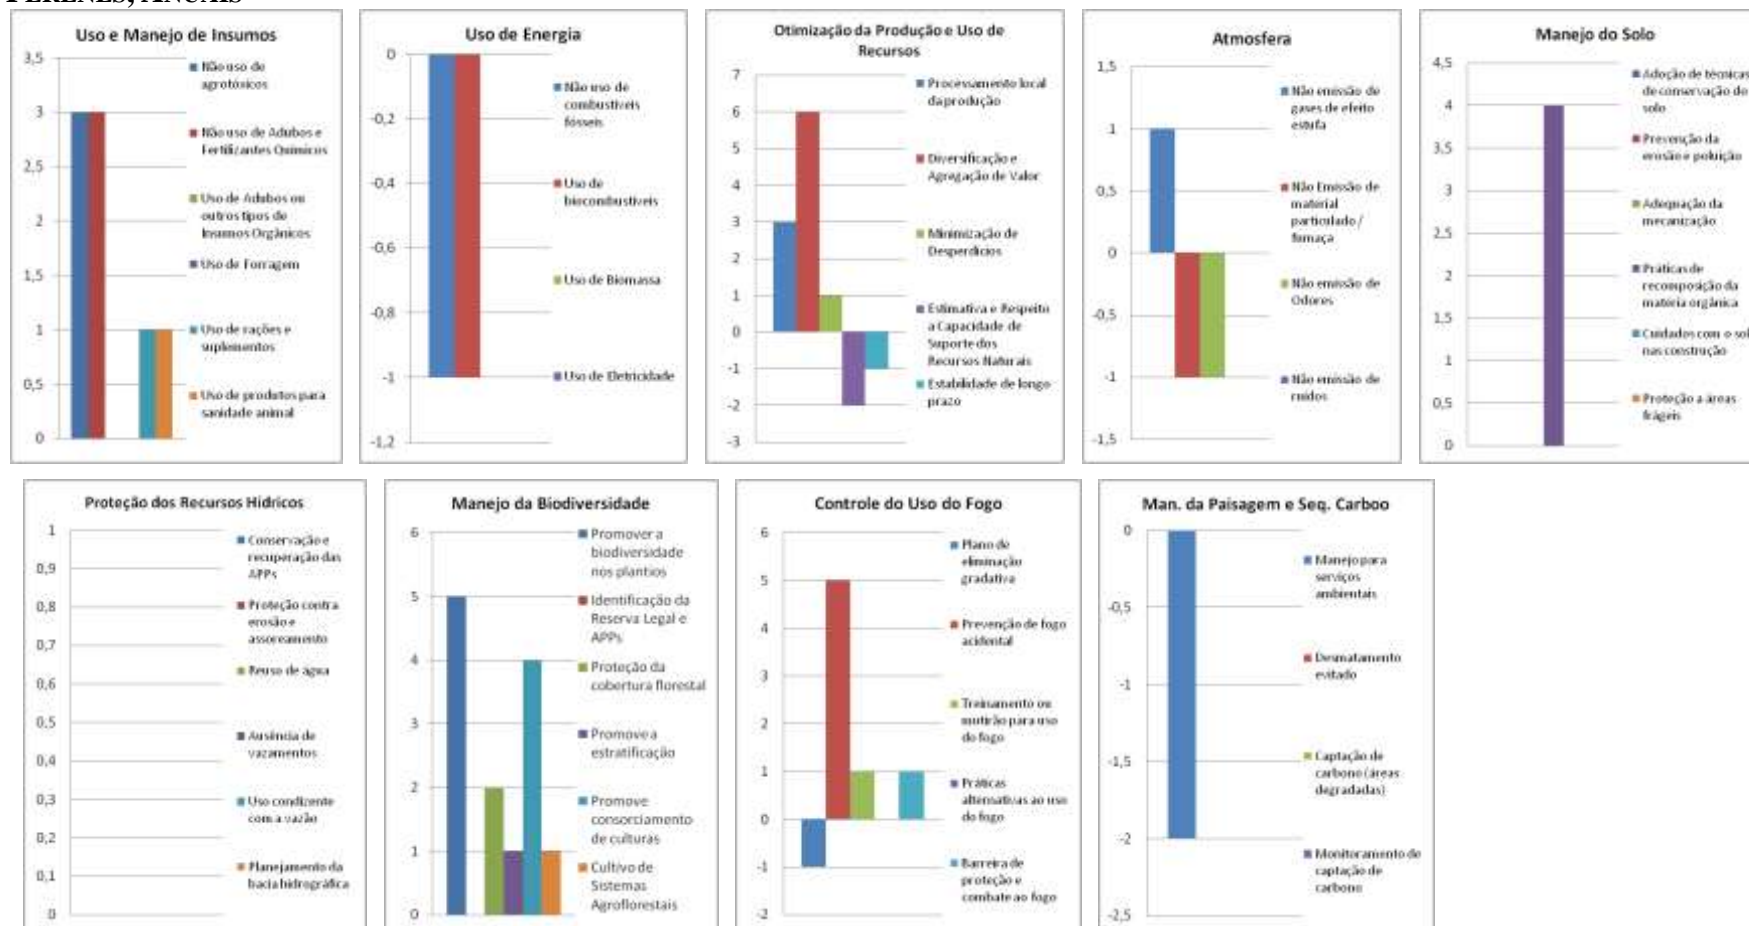 PERENES, ANUAIS
Uso e Manejo de Insumos
3,5
3
2,5
2
1,5
1
0,5
0
Não uso de
agrotóxicos
Não uso de Adubos e
Fertilizantes Químicos
Uso de Adubos ou
outros tipos de
Insumos Orgânicos
Uso de Forragem
Uso de rações e
suplementos
Uso de produtos para
sanidade animal
Uso de Energia
0
-0,2
-0,4
-0,6
-0,8
-1
-1,2
Não uso de
combustíveis
fósseis
Uso de
biocombustíveis
Uso de Biomassa
Uso de Eletricidade
Otimização da Produção e Uso de
Recursos
7
6
5
4
3
2
1
0
-1
-2
-3
Processamento local
da produção
Diversificação e
Agregação de Valor
Minimização de
Desperdícios
Estimativa e Respeito
a Capacidade de
Suporte dos
Recursos Naturais
Estabilidade de longo
prazo
Atmosfera
1,5
1
0,5
0
-0,5
-1
-1,5
Não emissão de
gases de efeito
estufa
Não Emissão de
material
particulado /
fumaça
Não emissão de
Odores
Não emissão de
ruídos
Manejo do Solo
4,5
4
3,5
3
2,5
2
1,5
1
0,5
0
Adoção de técnicas
de conservação do
solo
Prevenção da
erosão e poluição
Adequação da
mecanização
Práticas de
recomposição da
matéria orgânica
Cuidados com o sol
nas construção
Proteção a áreas
frágeis
Proteção dos Recursos Hídricos
1
0,9
0,8
0,7
0,6
0,5
0,4
0,3
0,2
0,1
0
Conservação e
recuperação das
APPs
Proteção contra
erosão e
assoreamento
Reuso de água
Ausência de
vazamentos
Uso condizente
com a vazão
Planejamento da
bacia hidrográfica
Manejo da Biodiversidade
6
5
4
3
2
1
0
Promover a
biodiversidade
nos plantios
Identificação da
Reserva Legal e
APPs
Proteção da
cobertura florestal
Promove a
estratificação
Promove
consorciamento
de culturas
Cultivo de
Sistemas
Agroflorestais
Controle do Uso do Fogo
6
5
4
3
2
1
0
-1
-2
Plano de
eliminação
gradativa
Prevenção de fogo
acidental
Treinamento ou
mutirão para uso
do fogo
Práticas
alternativas ao uso
do fogo
Barreira de
proteção e
combate ao fogo
Man. da Paisagem e Seq. Carboo
0
-0,5
-1
-1,5
-2
-2,5
Manejo para
serviços
ambientais
Desmatamento
evitado
Captação de
carbono (áreas
degradadas)
Monitoramento de
captação de
carbono